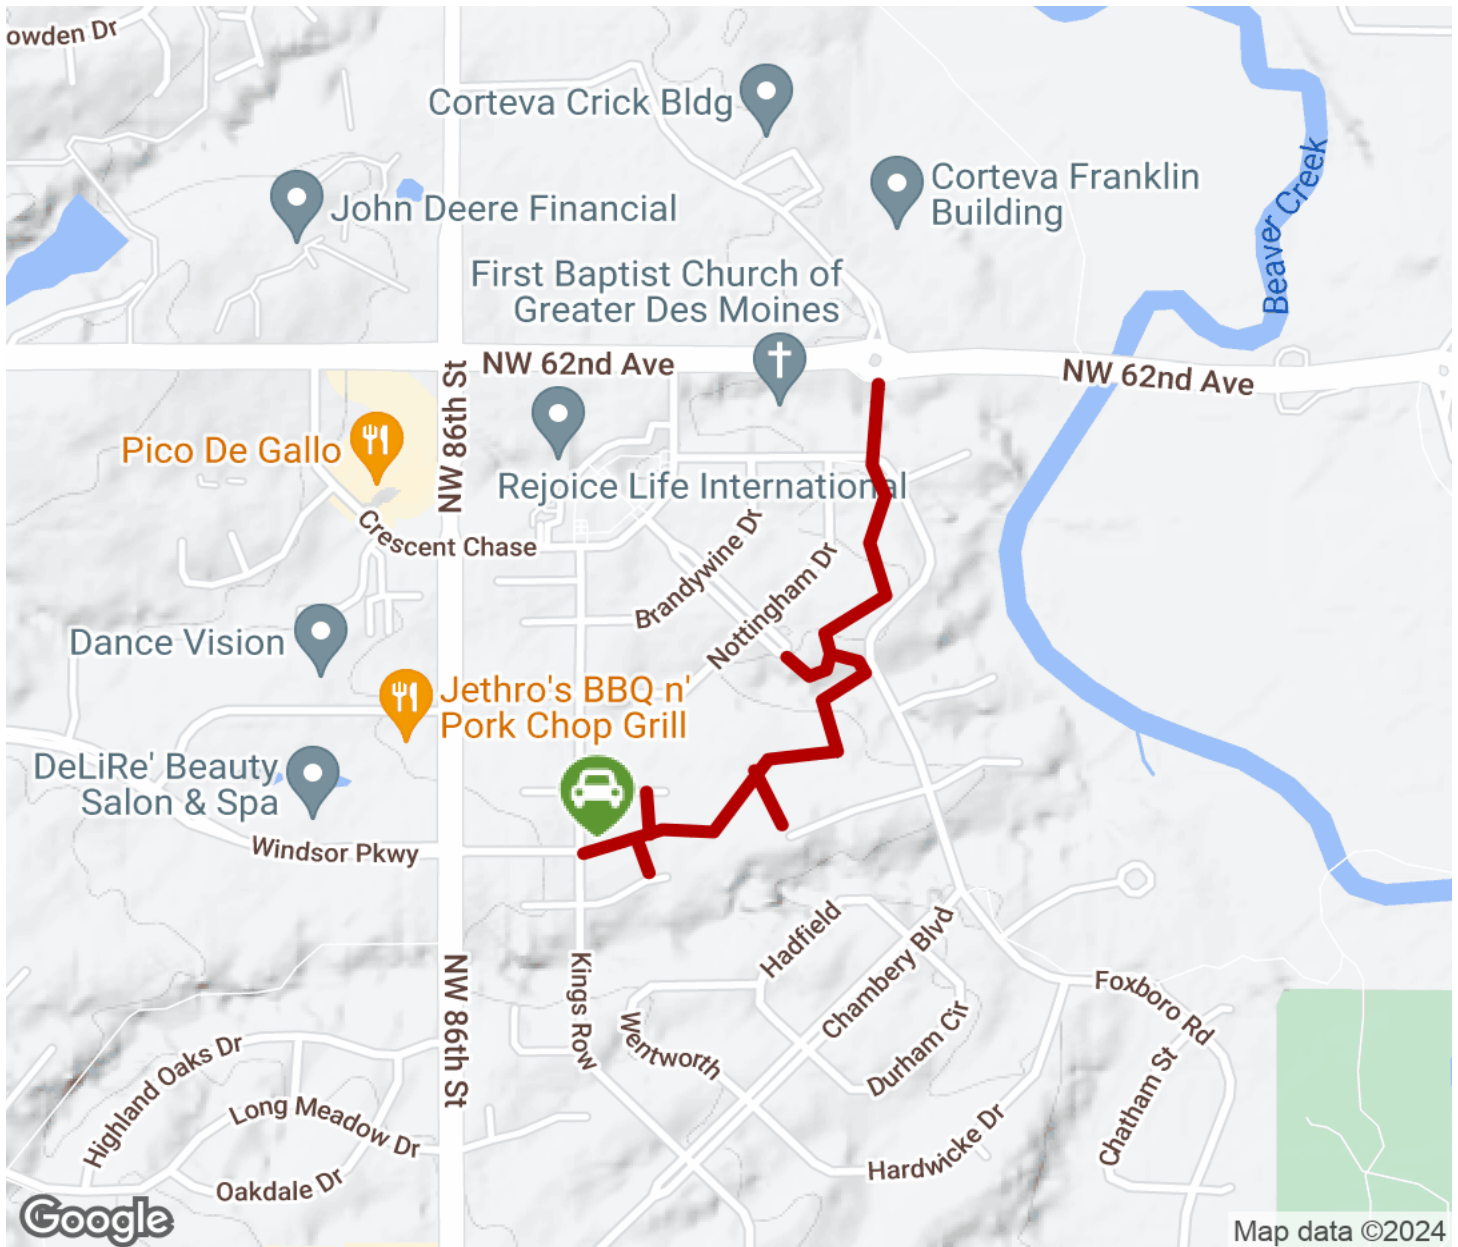 owden Dr
Corteva Crick Bldg
Beaver Creek
Corteva Franklin
Building
John Deere Financial
First Baptist Church of
Greater Des Moines
NW 62nd Ave
NW 62nd Ave
NW 86th St
Pico De Gallo
Rejoice Life International
Crescent Chase
Brandywine Dr
Nottingham Dr
Dance Vision
Jethro's BBQ n'
Pork Chop Grill
DeLiRe' Beauty
Salon & Spa
Windsor Pkwy
Hadfield
Chambery Blvd
NW 86th St
Kings Row
Wentworth
Durham Cir
Foxboro Rd
Chatham St
Highland Oaks Dr
Long Meadow Dr
Oakdale Dr
Hardwicke Dr
Google
Map data ©2024